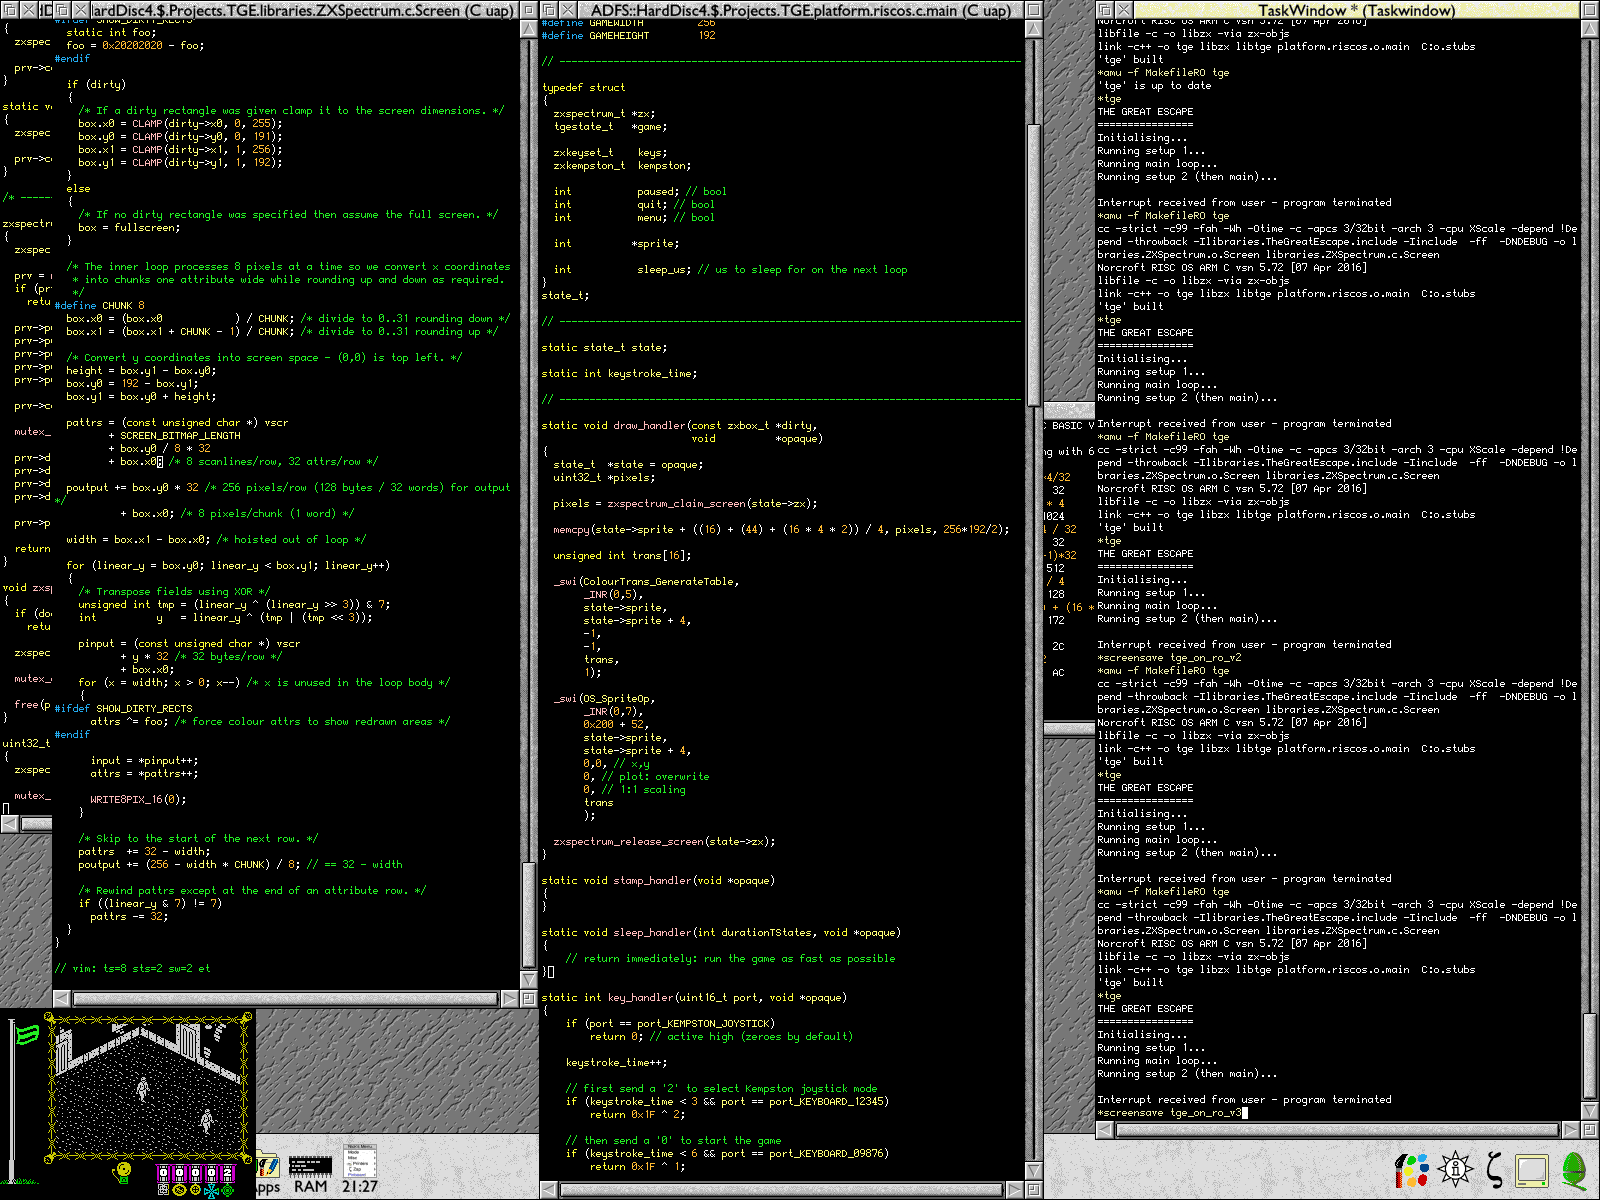 HardDisc4.$.Projects.TGE.libraries.ZXSpectrum.c.Screen (C uap)
static int foo;
foo = 0x20202020 - foo;
#endif
if (dirty)
{
/* If a dirty rectangle was given clamp it to the screen dimensions. */
box.x0 = CLAMP(dirty->x0, 0, 255);
box.y0 = CLAMP(dirty->y0, 0, 191);
box.x1 = CLAMP(dirty->x1, 1, 256);
box.y1 = CLAMP(dirty->y1, 1, 192);
}
else
{
/* If no dirty rectangle was specified then assume the full screen. */
box = fullscreen;
}
/* The inner loop processes 8 pixels at a time so we convert x coordinates
* into chunks one attribute wide while rounding up and down as required.
*/
#define CHUNK 8
box.x0 = (box.x0            ) / CHUNK; /* divide to 0..31 rounding down */
box.x1 = (box.x1 + CHUNK - 1) / CHUNK; /* divide to 0..31 rounding up */
/* Convert y coordinates into screen space - (0,0) is top left. */
height = box.y1 - box.y0;
box.y0 = 192 - box.y1;
box.y1 = box.y0 + height;
pattrs = (const unsigned char *) vscr
+ SCREEN_BITMAP_LENGTH
+ box.y0 / 8 * 32
+ box.x0; /* 8 scanlines/row, 32 attrs/row */
poutput += box.y0 * 32 /* 256 pixels/row (128 bytes / 32 words) for output
*/
+ box.x0; /* 8 pixels/chunk (1 word) */
width = box.x1 - box.x0; /* hoisted out of loop */
for (linear_y = box.y0; linear_y < box.y1; linear_y++)
{
/* Transpose fields using XOR */
unsigned int tmp = (linear_y ^ (linear_y >> 3)) & 7;
int          y   = linear_y ^ (tmp | (tmp << 3));
pinput = (const unsigned char *) vscr
+ y * 32 /* 32 bytes/row */
+ box.x0;
for (x = width; x > 0; x--) /* x is unused in the loop body */
{
#ifdef SHOW_DIRTY_RECTS
attrs ^= foo; /* force colour attrs to show redrawn areas */
#endif
input = *pinput++;
attrs = *pattrs++;
WRITE8PIX_16(0);
}
/* Skip to the start of the next row. */
pattrs  += 32 - width;
poutput += (256 - width * CHUNK) / 8; // == 32 - width
/* Rewind pattrs except at the end of an attribute row. */
if ((linear_y & 7) != 7)
pattrs -= 32;
}
}
// vim: ts=8 sts=2 sw=2 et
ADFS::HardDisc4.$.Projects.TGE.platform.riscos.c.main (C uap)
#define GAMEWIDTH        256
#define GAMEHEIGHT       192
typedef struct
{
zxspectrum_t *zx;
tgestate_t   *game;
zxkeyset_t    keys;
zxkempston_t  kempston;
int           paused; // bool
int           quit; // bool
int           menu; // bool
int          *sprite;
int           sleep_us; // us to sleep for on the next loop
}
state_t;
static state_t state;
static int keystroke_time;
static void draw_handler(const zxbox_t *dirty,
void          *opaque)
{
state_t  *state = opaque;
uint32_t *pixels;
pixels = zxspectrum_claim_screen(state->zx);
memcpy(state->sprite + ((16) + (44) + (16 * 4 * 2)) / 4, pixels, 256*192/2);
unsigned int trans[16];
_swi(ColourTrans_GenerateTable,
_INR(0,5),
state->sprite,
state->sprite + 4,
-1,
-1,
trans,
1);
_swi(OS_SpriteOp,
_INR(0,7),
0x200 + 52,
state->sprite,
state->sprite + 4,
0,0, // x,y
0, // plot: overwrite
0, // 1:1 scaling
trans
);
zxspectrum_release_screen(state->zx);
}
static void stamp_handler(void *opaque)
{
}
static void sleep_handler(int durationTStates, void *opaque)
{
// return immediately: run the game as fast as possible
}
static int key_handler(uint16_t port, void *opaque)
{
if (port == port_KEMPSTON_JOYSTICK)
return 0; // active high (zeroes by default)
keystroke_time++;
// first send a '2' to select Kempston joystick mode
if (keystroke_time < 3 && port == port_KEYBOARD_12345)
return 0x1F ^ 2;
// then send a '0' to start the game
if (keystroke_time < 6 && port == port_KEYBOARD_09876)
return 0x1F ^ 1;
TaskWindow * (Taskwindow)
Norcroft RISC OS ARM C vsn 5.72 [07 Apr 2016]
libfile -c -o libzx -via zx-objs
link -c++ -o tge libzx libtge platform.riscos.o.main  C:o.stubs
'tge' built
*amu -f MakefileRO tge
'tge' is up to date
*tge
THE GREAT ESCAPE
================
Initialising...
Running setup 1...
Running main loop...
Running setup 2 (then main)...
Interrupt received from user - program terminated
*amu -f MakefileRO tge
cc -strict -c99 -fah -Wh -Otime -c -apcs 3/32bit -arch 3 -cpu XScale -depend !De
pend -throwback -Ilibraries.TheGreatEscape.include -Iinclude  -ff  -DNDEBUG -o l
ibraries.ZXSpectrum.o.Screen libraries.ZXSpectrum.c.Screen
Norcroft RISC OS ARM C vsn 5.72 [07 Apr 2016]
libfile -c -o libzx -via zx-objs
link -c++ -o tge libzx libtge platform.riscos.o.main  C:o.stubs
'tge' built
*tge
THE GREAT ESCAPE
================
Initialising...
Running setup 1...
Running main loop...
Running setup 2 (then main)...
Interrupt received from user - program terminated
*amu -f MakefileRO tge
cc -strict -c99 -fah -Wh -Otime -c -apcs 3/32bit -arch 3 -cpu XScale -depend !De
pend -throwback -Ilibraries.TheGreatEscape.include -Iinclude  -ff  -DNDEBUG -o l
ibraries.ZXSpectrum.o.Screen libraries.ZXSpectrum.c.Screen
Norcroft RISC OS ARM C vsn 5.72 [07 Apr 2016]
libfile -c -o libzx -via zx-objs
link -c++ -o tge libzx libtge platform.riscos.o.main  C:o.stubs
'tge' built
*tge
THE GREAT ESCAPE
================
Initialising...
Running setup 1...
Running main loop...
Running setup 2 (then main)...
Interrupt received from user - program terminated
*screensave tge_on_ro_v2
*amu -f MakefileRO tge
cc -strict -c99 -fah -Wh -Otime -c -apcs 3/32bit -arch 3 -cpu XScale -depend !De
pend -throwback -Ilibraries.TheGreatEscape.include -Iinclude  -ff  -DNDEBUG -o l
ibraries.ZXSpectrum.o.Screen libraries.ZXSpectrum.c.Screen
Norcroft RISC OS ARM C vsn 5.72 [07 Apr 2016]
libfile -c -o libzx -via zx-objs
link -c++ -o tge libzx libtge platform.riscos.o.main  C:o.stubs
'tge' built
*tge
THE GREAT ESCAPE
================
Initialising...
Running setup 1...
Running main loop...
Running setup 2 (then main)...
Interrupt received from user - program terminated
*amu -f MakefileRO tge
cc -strict -c99 -fah -Wh -Otime -c -apcs 3/32bit -arch 3 -cpu XScale -depend !De
pend -throwback -Ilibraries.TheGreatEscape.include -Iinclude  -ff  -DNDEBUG -o l
ibraries.ZXSpectrum.o.Screen libraries.ZXSpectrum.c.Screen
Norcroft RISC OS ARM C vsn 5.72 [07 Apr 2016]
libfile -c -o libzx -via zx-objs
link -c++ -o tge libzx libtge platform.riscos.o.main  C:o.stubs
'tge' built
*tge
THE GREAT ESCAPE
================
Initialising...
Running setup 1...
Running main loop...
Running setup 2 (then main)...
Interrupt received from user - program terminated
*screensave tge_on_ro_v3
0 0 0 2
RAM
21:27